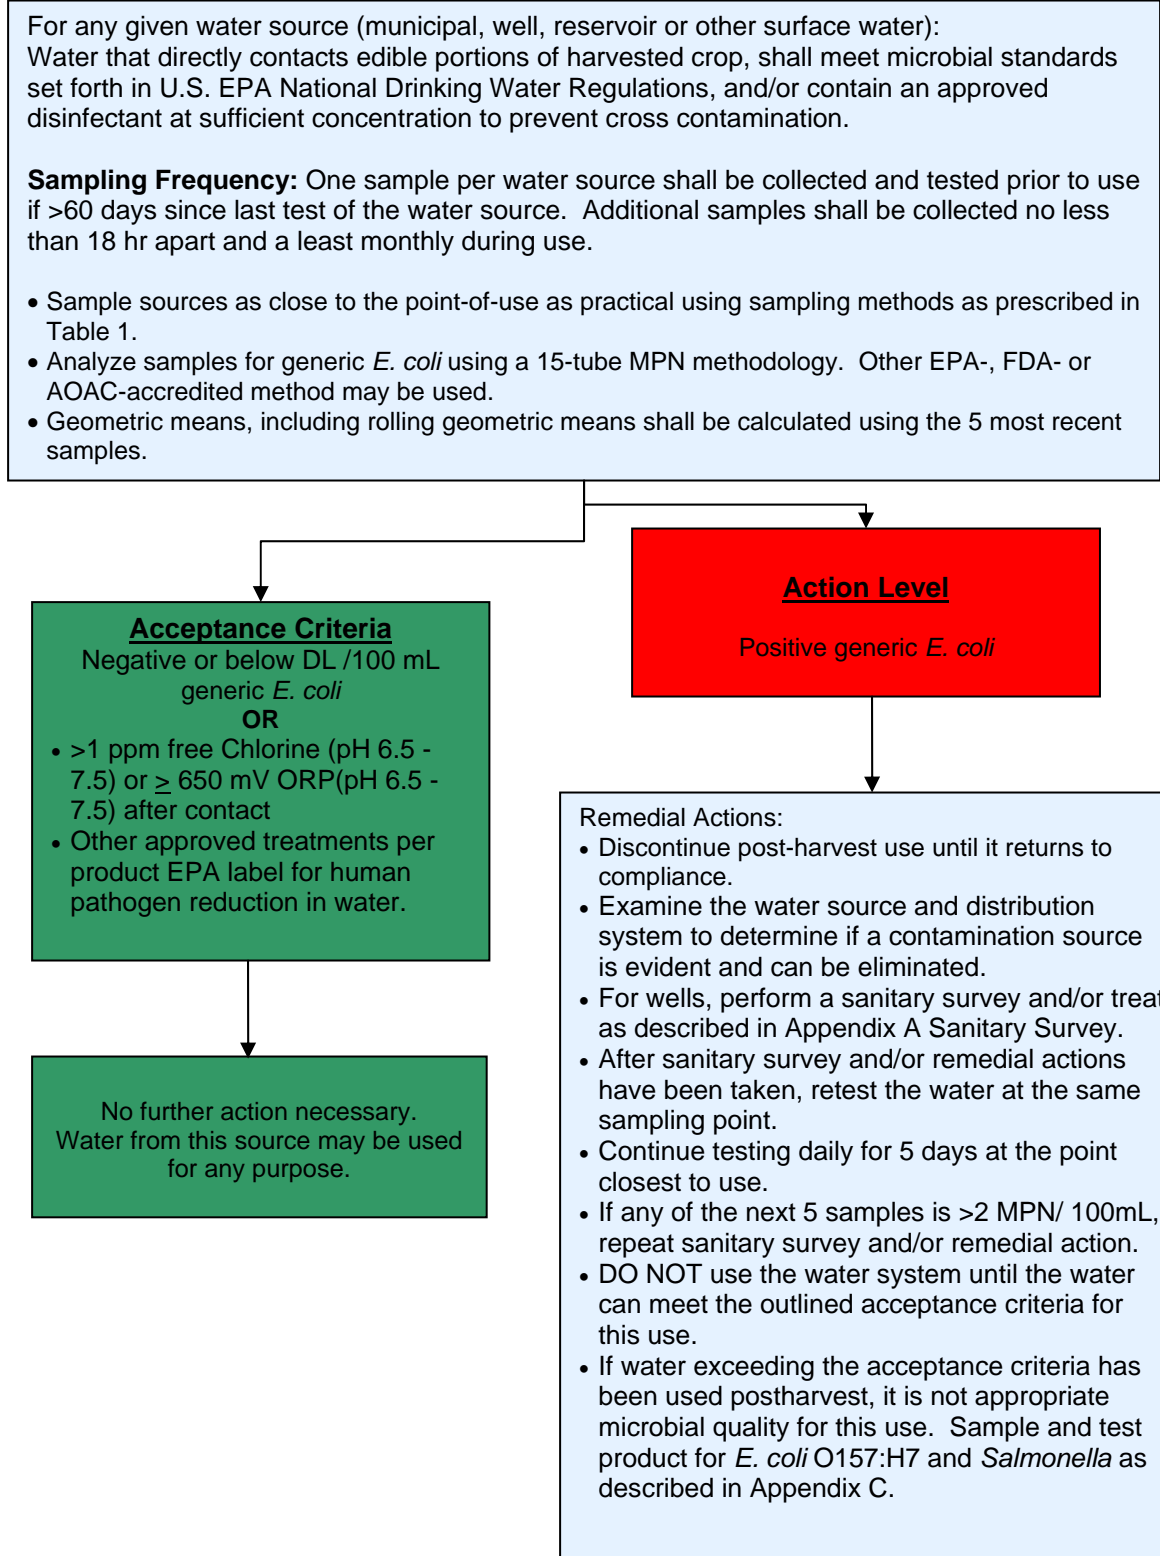 For any given water source (municipal, well, reservoir or other surface water):
Water that directly contacts edible portions of harvested crop, shall meet microbial standards
set forth in U.S. EPA National Drinking Water Regulations, and/or contain an approved
disinfectant at sufficient concentration to prevent cross contamination.
Sampling Frequency: One sample per water source shall be collected and tested prior to use
if >60 days since last test of the water source.  Additional samples shall be collected no less
than 18 hr apart and a least monthly during use.
• Sample sources as close to the point-of-use as practical using sampling methods as prescribed in
Table 1.
• Analyze samples for generic E. coli using a 15-tube MPN methodology.  Other EPA-, FDA- or
AOAC-accredited method may be used.
• Geometric means, including rolling geometric means shall be calculated using the 5 most recent
samples.
Acceptance Criteria
Negative or below DL /100 mL
generic E. coli
OR
• >1 ppm free Chlorine (pH 6.5 -
7.5) or ≥ 650 mV ORP(pH 6.5 -
7.5) after contact
• Other approved treatments per
product EPA label for human
pathogen reduction in water.
No further action necessary.
Water from this source may be used
for any purpose.
Action Level
Positive generic E. coli
Remedial Actions:
• Discontinue post-harvest use until it returns to
compliance.
• Examine the water source and distribution
system to determine if a contamination source
is evident and can be eliminated.
• For wells, perform a sanitary survey and/or treat
as described in Appendix A Sanitary Survey.
• After sanitary survey and/or remedial actions
have been taken, retest the water at the same
sampling point.
• Continue testing daily for 5 days at the point
closest to use.
• If any of the next 5 samples is >2 MPN/ 100mL,
repeat sanitary survey and/or remedial action.
• DO NOT use the water system until the water
can meet the outlined acceptance criteria for
this use.
• If water exceeding the acceptance criteria has
been used postharvest, it is not appropriate
microbial quality for this use.  Sample and test
product for E. coli O157:H7 and Salmonella as
described in Appendix C.